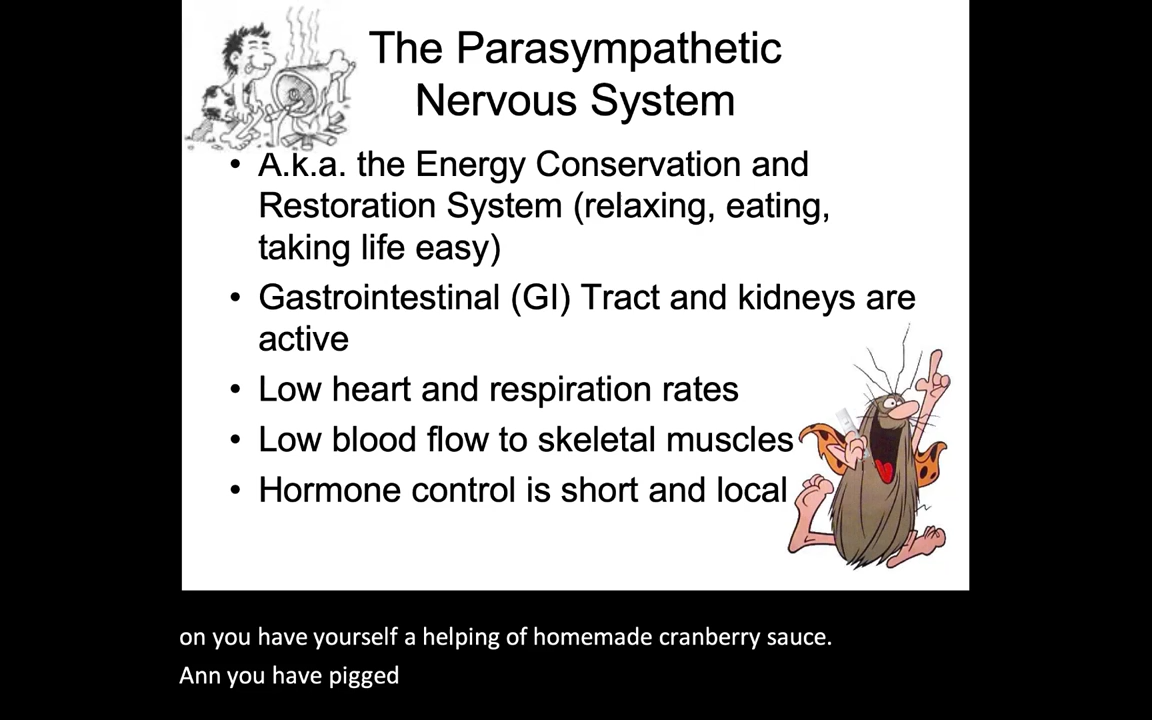 The Parasympathetic
Nervous System
• A.k.a. the Energy Conservation and
Restoration System (relaxing, eating,
taking life easy)
• Gastrointestinal (GI) Tract and kidneys are
active
• Low heart and respiration rates
• Low blood flow to skeletal muscles
• Hormone control is short and local
on you have yourself a helping of homemade cranberry sauce.
Ann you have pigged